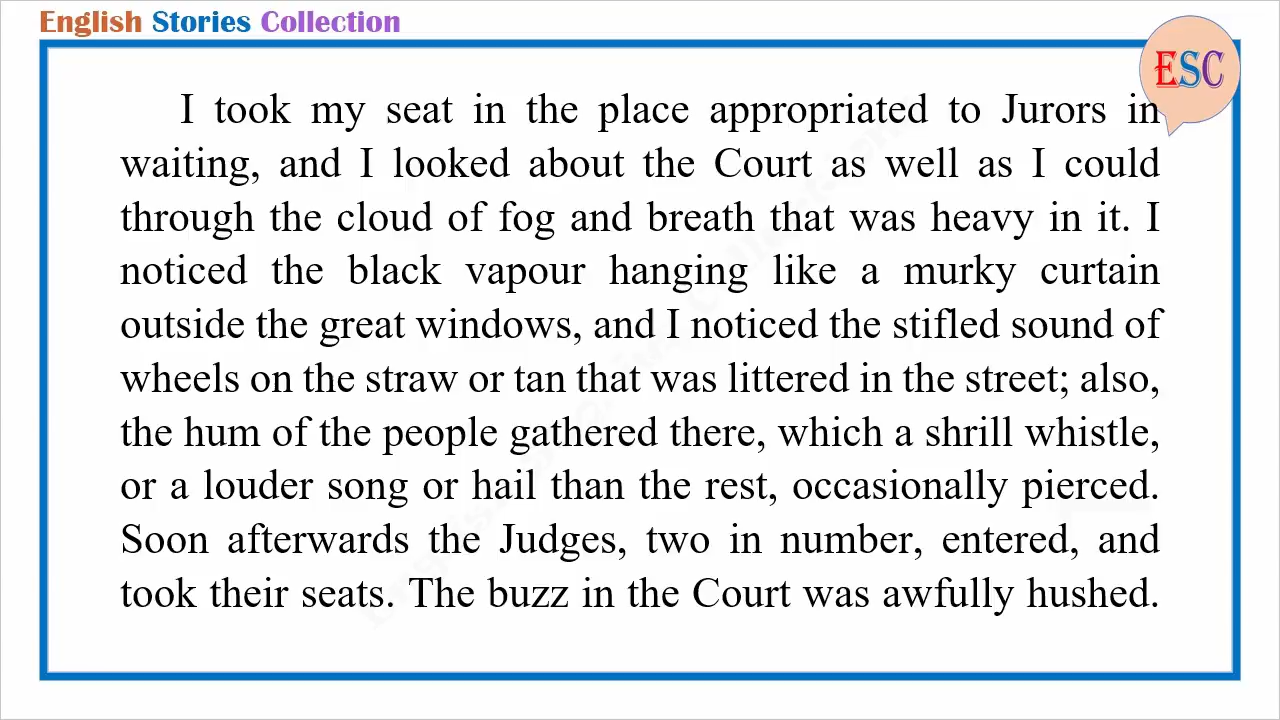 English Stories Collection
ESC
I took my seat in the place appropriated to Jurors in
waiting, and I looked about the Court as well as I could
through the cloud of fog and breath that was heavy in it. I
noticed the black vapour hanging like a murky curtain
outside the great windows, and I noticed the stifled sound of
wheels on the straw or tan that was littered in the street; also,
the hum of the people gathered there, which a shrill whistle,
or a louder song or hail than the rest, occasionally pierced.
Soon afterwards the Judges, two in number, entered, and
took their seats. The buzz in the Court was awfully hushed.